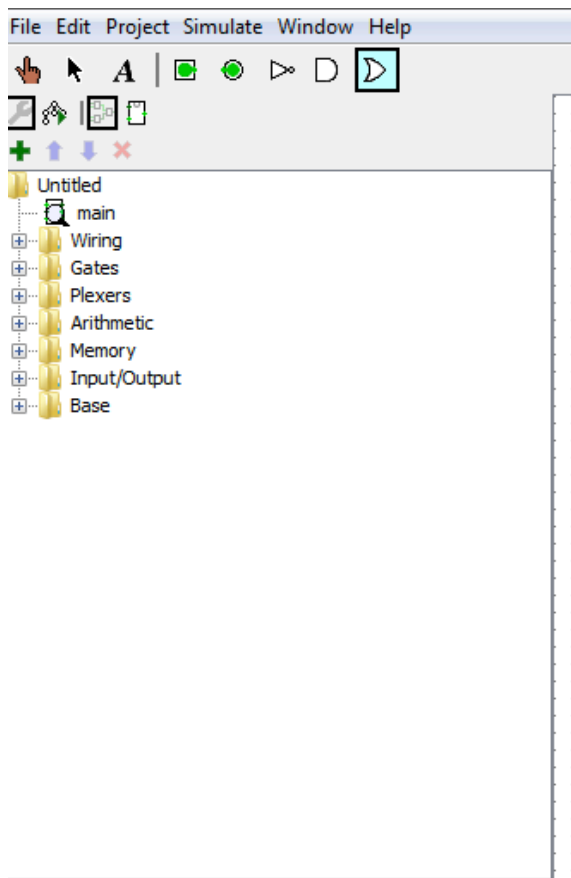 File Edit Project Simulate Window Help
A
Untitled
main
Wiring
Gates
Plexers
Arithmetic
Memory
Input/Output
Base